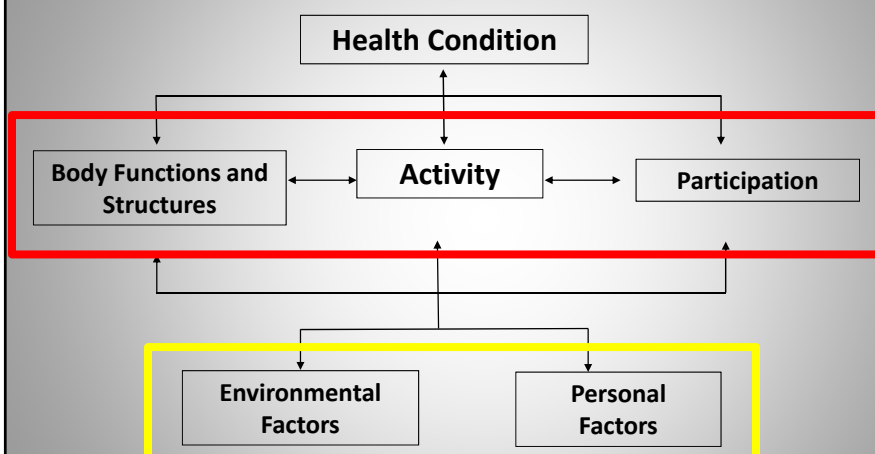 Health Condition
Body Functions and
Structures
Activity
Participation
Environmental
Factors
Personal
Factors